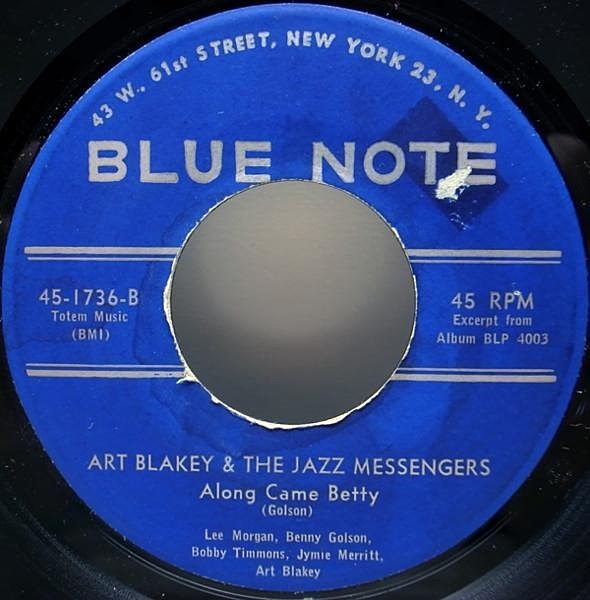 43 W., 61st STREET, NEW YORK 23, N. Y.
BLUE NOTE
45-1736-B
Totem Music
(BMI)
45 RPM
Excerpt from
Album BLP 4003
ART BLAKEY & THE JAZZ MESSENGERS
Along Came Betty
(Golson)
Lee Morgan, Benny Golson,
Bobby Timmons, Jymie Merritt,
Art Blakey